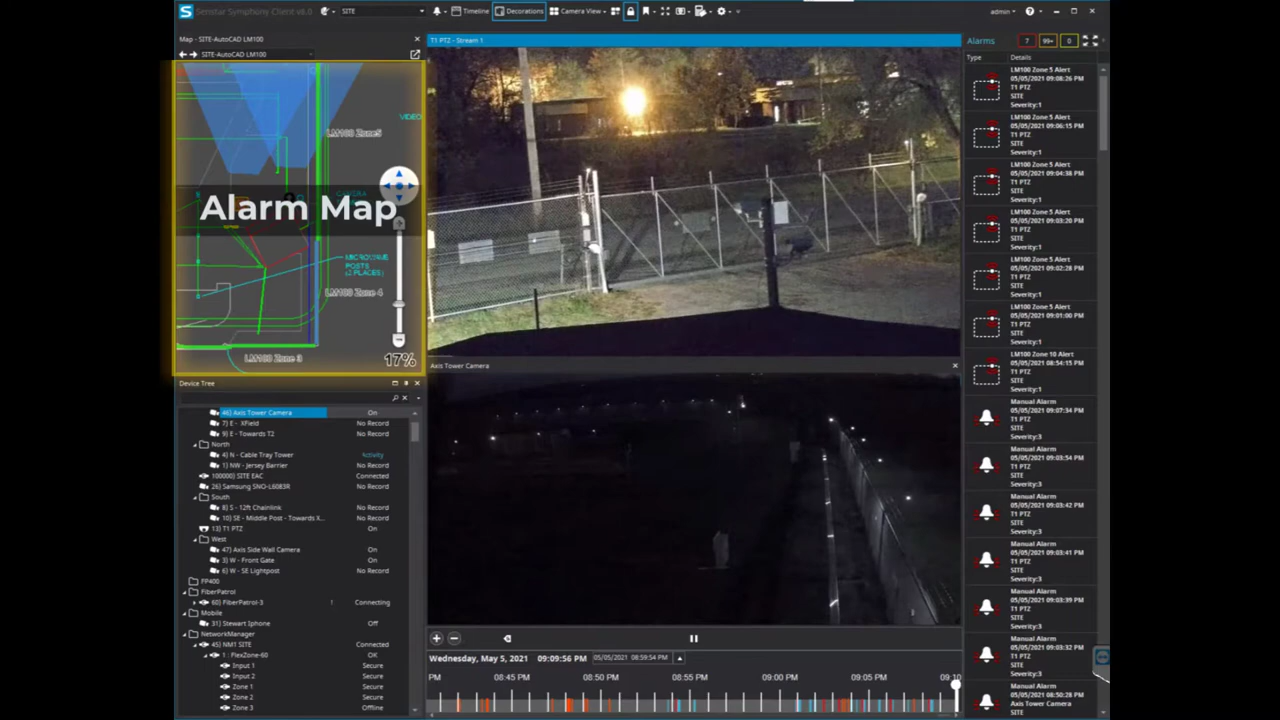 Senstar Symphony Client v8.0
SITE
Timeline
Decorations
Camera View
admin
Map - SITE-AutoCAD LM100
SITE-AutoCAD LM100
VIDEO
LM100 Zone5
Alarm Map
MICROWAVE
POSTS
(2 PLACES)
LM100 Zone 4
LM100 Zone 3
17%
Device Tree
46) Axis Tower Camera On
7) E - XField No Record
9) E - Towards T2 No Record
North
4) N - Cable Tray Tower Activity
1) NW - Jersey Barrier No Record
100000) SITE EAC Connected
26) Samsung SNO-L6083R No Record
South
8) S - 12ft Chainlink No Record
10) SE - Middle Post - Towards X... No Record
13) T1 PTZ On
West
47) Axis Side Wall Camera On
3) W - Front Gate On
6) W - SE Lightpost No Record
FP400
FiberPatrol
60) FiberPatrol-3 ! Connecting
Mobile
31) Stewart Iphone Off
NetworkManager
45) NM1 SITE Connected
1 : FlexZone-60 OK
Input 1 Secure
Input 2 Secure
Zone 1 Secure
Zone 2 Secure
Zone 3 Offline
T1 PTZ - Stream 1
Axis Tower Camera
Wednesday, May 5, 2021 09:09:56 PM 05/05/2021 08:59:54 PM
PM 08:45 PM 08:50 PM 08:55 PM 09:00 PM 09:05 PM 09:10
Alarms 7 99+ 0
Type Details
LM100 Zone 5 Alert
05/05/2021 09:08:26 PM
T1 PTZ
SITE
Severity:1
LM100 Zone 5 Alert
05/05/2021 09:06:15 PM
T1 PTZ
SITE
Severity:1
LM100 Zone 5 Alert
05/05/2021 09:04:38 PM
T1 PTZ
SITE
Severity:1
LM100 Zone 5 Alert
05/05/2021 09:03:20 PM
T1 PTZ
SITE
Severity:1
LM100 Zone 5 Alert
05/05/2021 09:02:28 PM
T1 PTZ
SITE
Severity:1
LM100 Zone 5 Alert
05/05/2021 09:01:00 PM
T1 PTZ
SITE
Severity:1
LM100 Zone 10 Alert
05/05/2021 08:54:15 PM
T1 PTZ
SITE
Severity:1
Manual Alarm
05/05/2021 09:07:34 PM
T1 PTZ
SITE
Severity:3
Manual Alarm
05/05/2021 09:03:54 PM
T1 PTZ
SITE
Severity:3
Manual Alarm
05/05/2021 09:03:42 PM
T1 PTZ
SITE
Severity:3
Manual Alarm
05/05/2021 09:03:41 PM
T1 PTZ
SITE
Severity:3
Manual Alarm
05/05/2021 09:03:39 PM
T1 PTZ
SITE
Severity:3
Manual Alarm
05/05/2021 09:03:32 PM
T1 PTZ
SITE
Severity:3
Manual Alarm
05/05/2021 08:50:28 PM
Axis Tower Camera